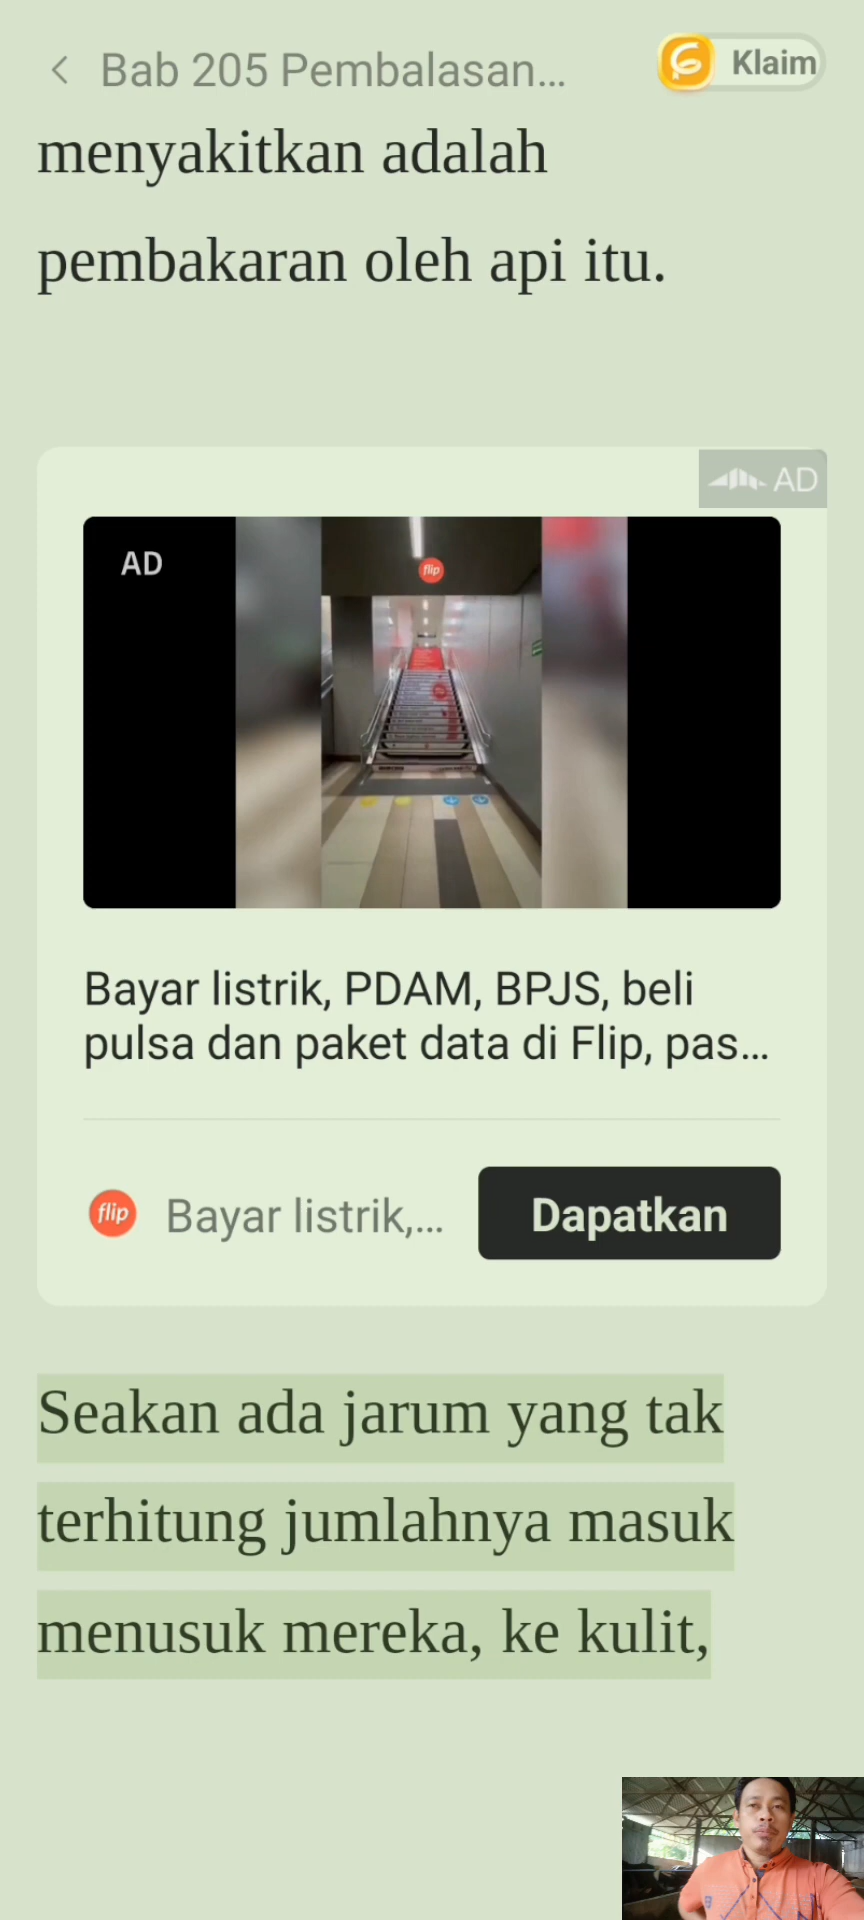 Bab 205 Pembalasan...
Klaim
menyakitkan adalah
pembakaran oleh api itu.
AD
AD
flip
Bayar listrik, PDAM, BPJS, beli
pulsa dan paket data di Flip, pas...
flip
Bayar listrik,...
Dapatkan
Seakan ada jarum yang tak
terhitung jumlahnya masuk
menusuk mereka, ke kulit,